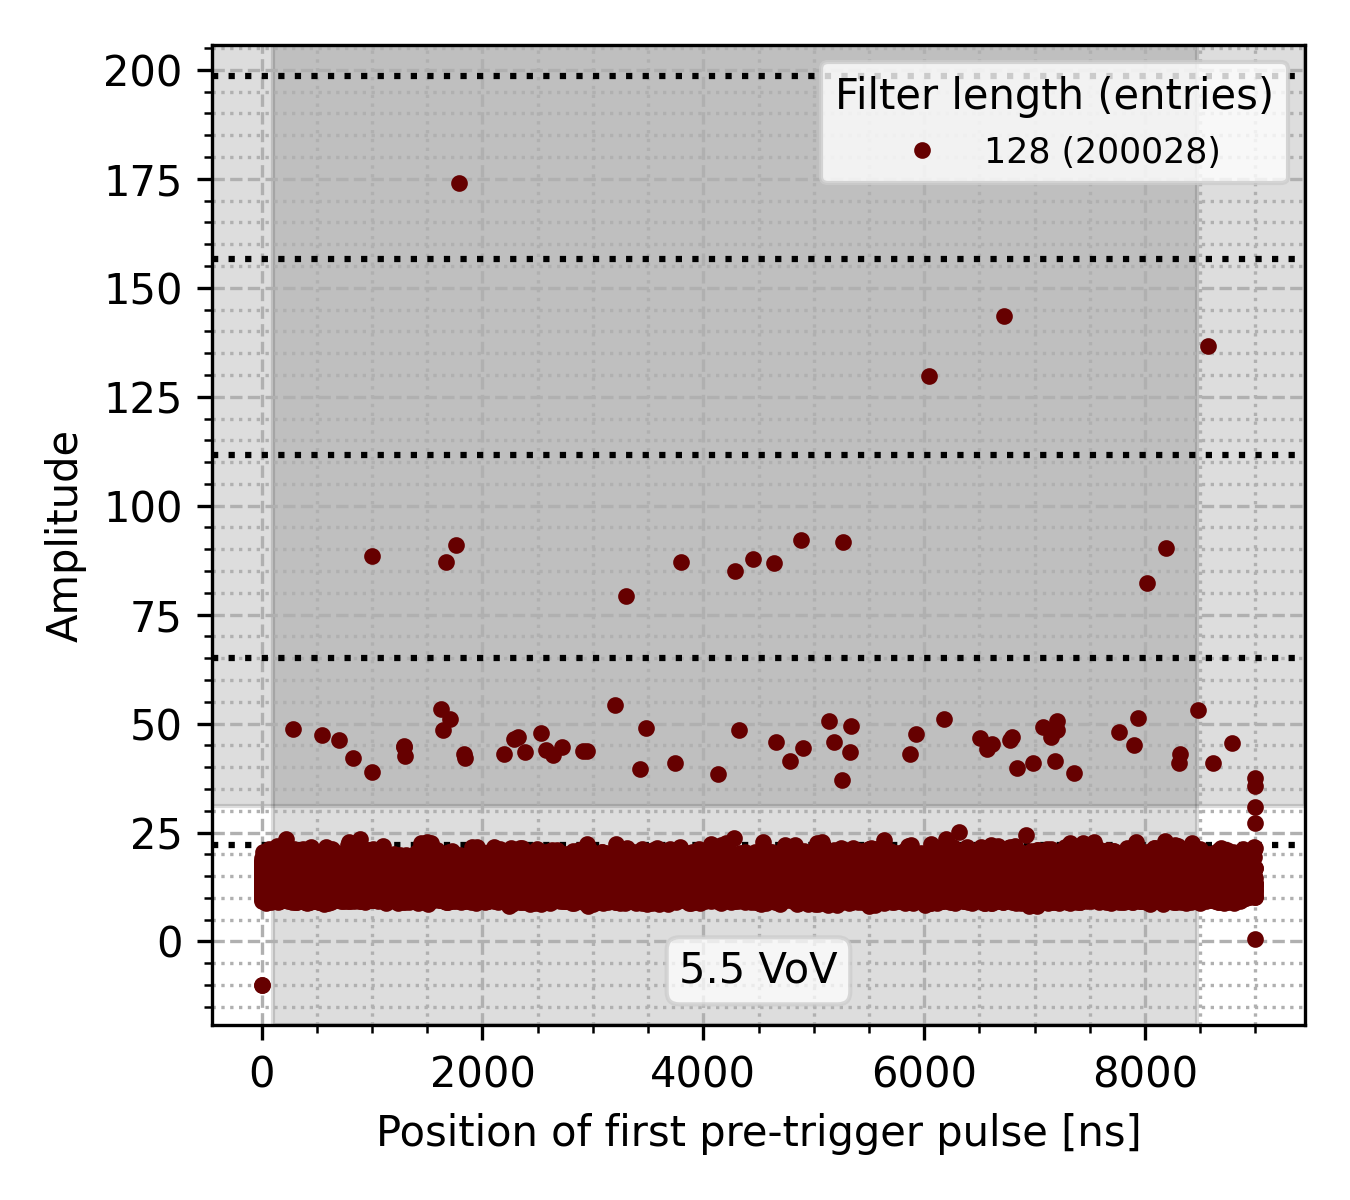 200
175
150
125
100
75
50
25
0
Amplitude
Filter length (entries)
128 (200028)
5.5 VoV
0 2000 4000 6000 8000
Position of first pre-trigger pulse [ns]